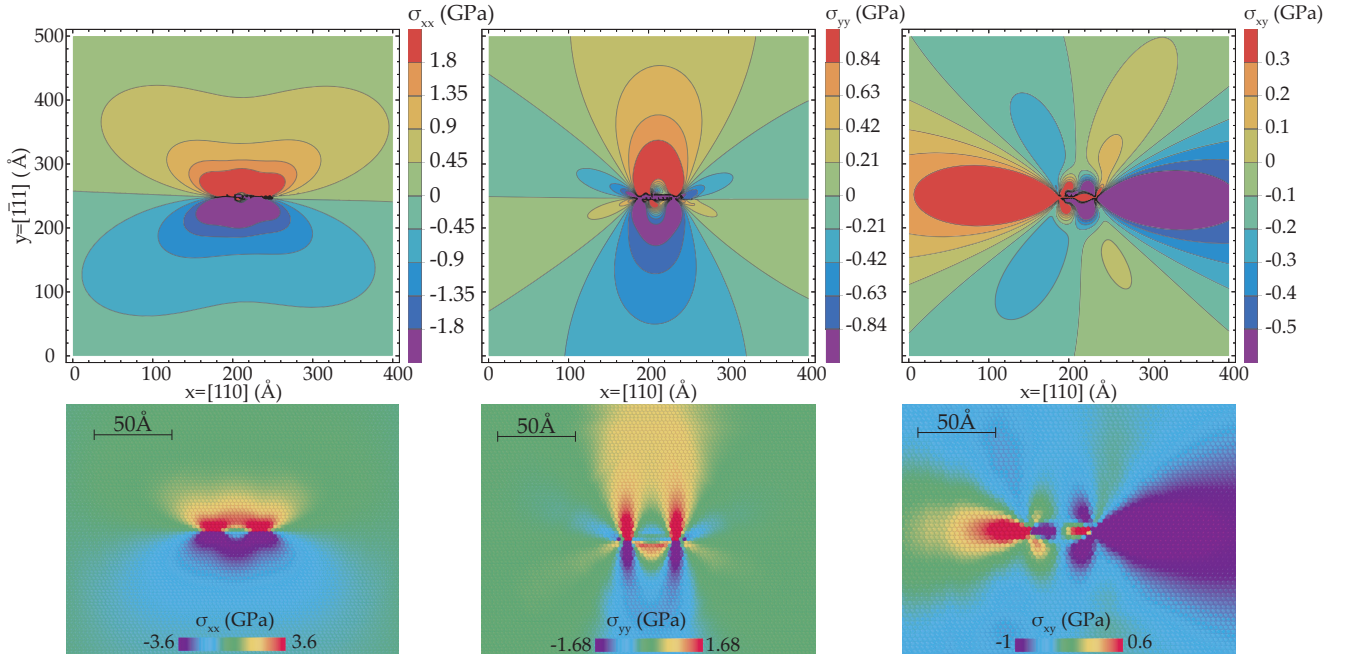 σxx (GPa)
500
400
300
200
100
0
y=[11̄1] (Å)
0 100 200 300 400
x=[110] (Å)
1.8
1.35
0.9
0.45
0
-0.45
-0.9
-1.35
-1.8
σyy (GPa)
0 100 200 300 400
x=[110] (Å)
0.84
0.63
0.42
0.21
0
-0.21
-0.42
-0.63
-0.84
σxy (GPa)
0 100 200 300 400
x=[110] (Å)
0.3
0.2
0.1
0
-0.1
-0.2
-0.3
-0.4
-0.5
50Å
σxx (GPa)
-3.6 3.6
50Å
σyy (GPa)
-1.68 1.68
50Å
σxy (GPa)
-1 0.6